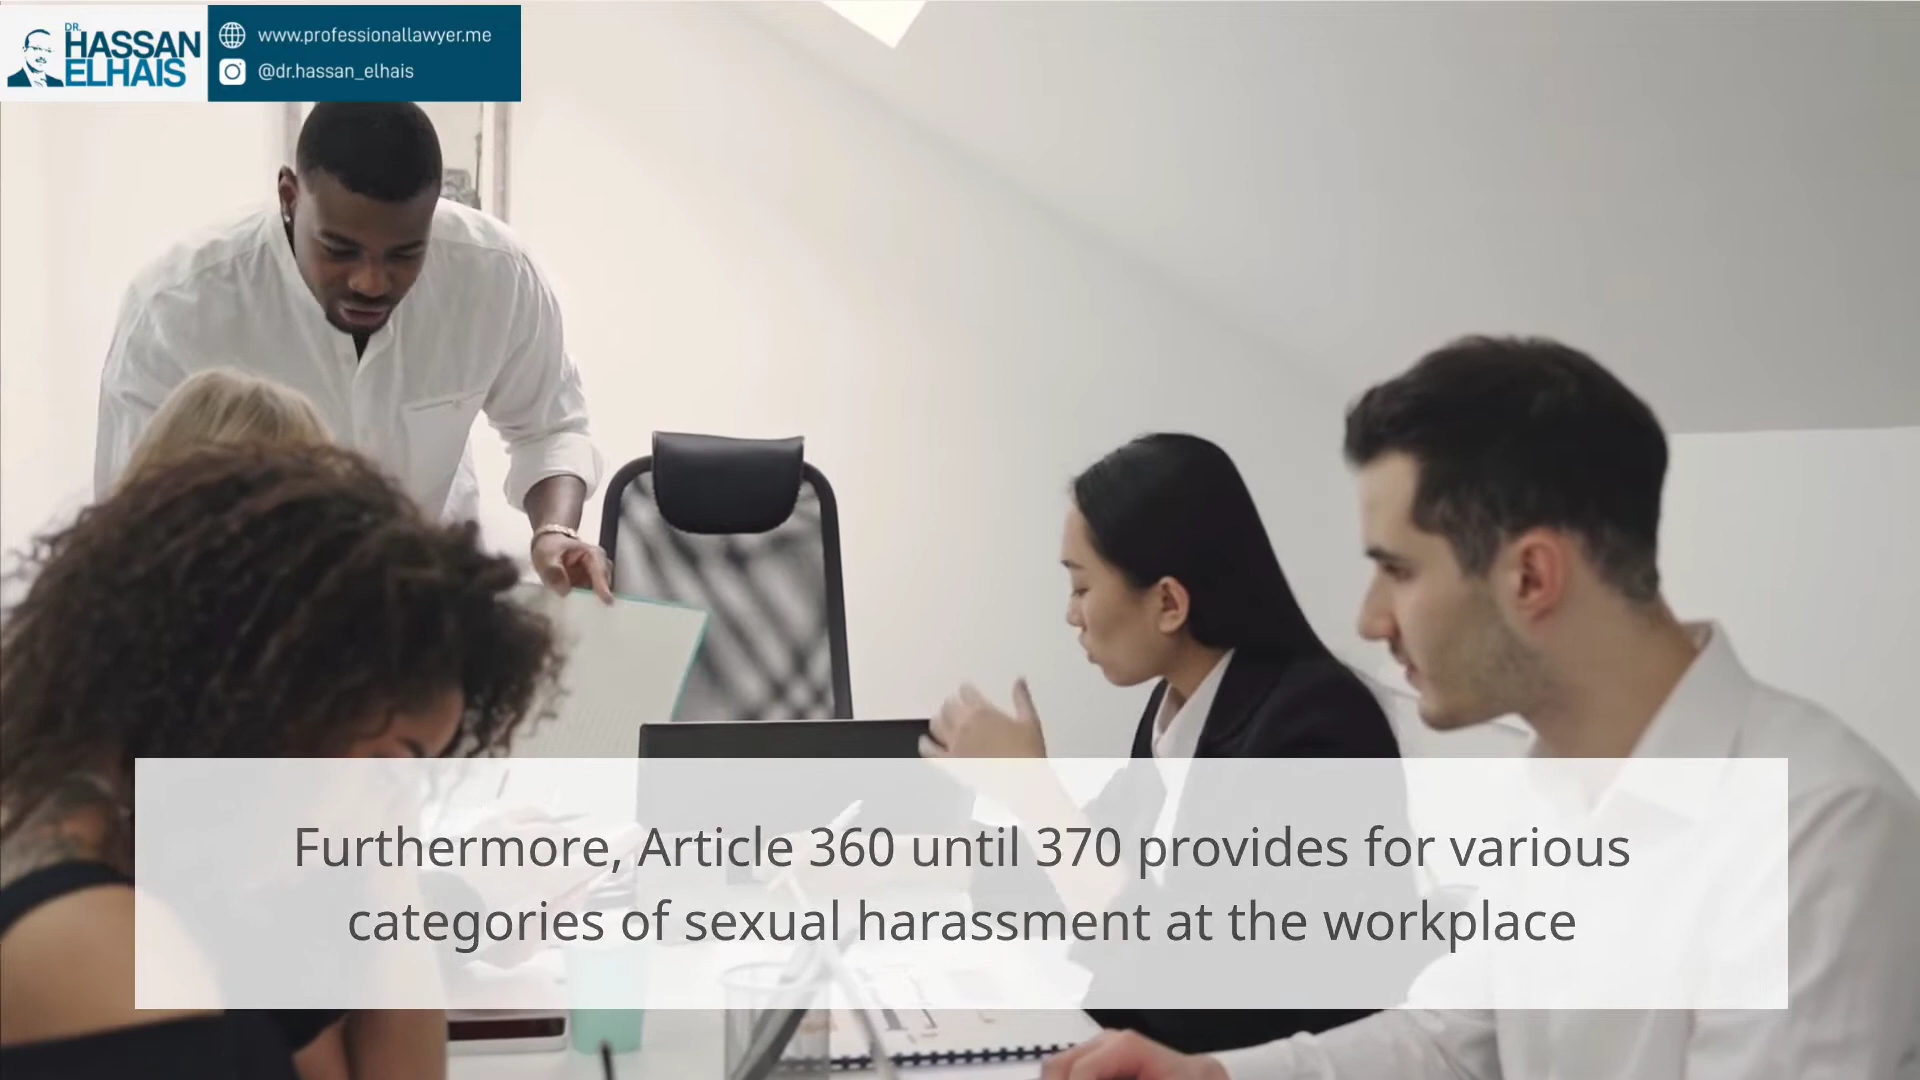 DR.
HASSAN
ELHAIS
www.professionallawyer.me
@dr.hassan_elhais
Furthermore, Article 360 until 370 provides for various
categories of sexual harassment at the workplace